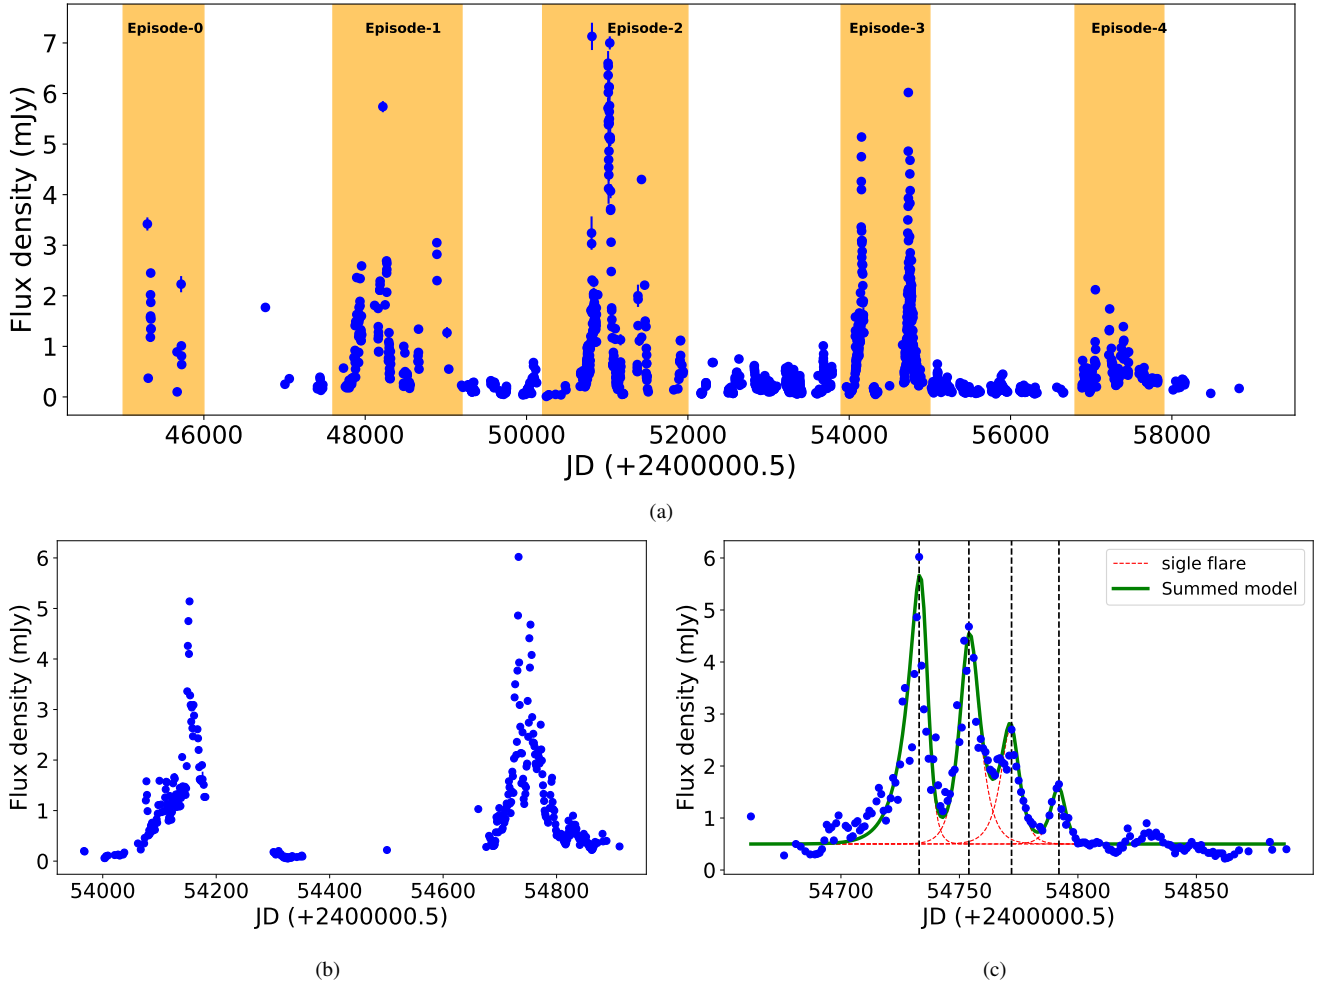 Episode-0 Episode-1 Episode-2 Episode-3 Episode-4
7
6
5
4
3
2
1
0
Flux density (mJy)
46000 48000 50000 52000 54000 56000 58000
JD (+2400000.5)
(a)
6
5
4
3
2
1
0
Flux density (mJy)
54000 54200 54400 54600 54800
JD (+2400000.5)
(b)
sigle flare
Summed model
6
5
4
3
2
1
0
Flux density (mJy)
54700 54750 54800 54850
JD (+2400000.5)
(c)